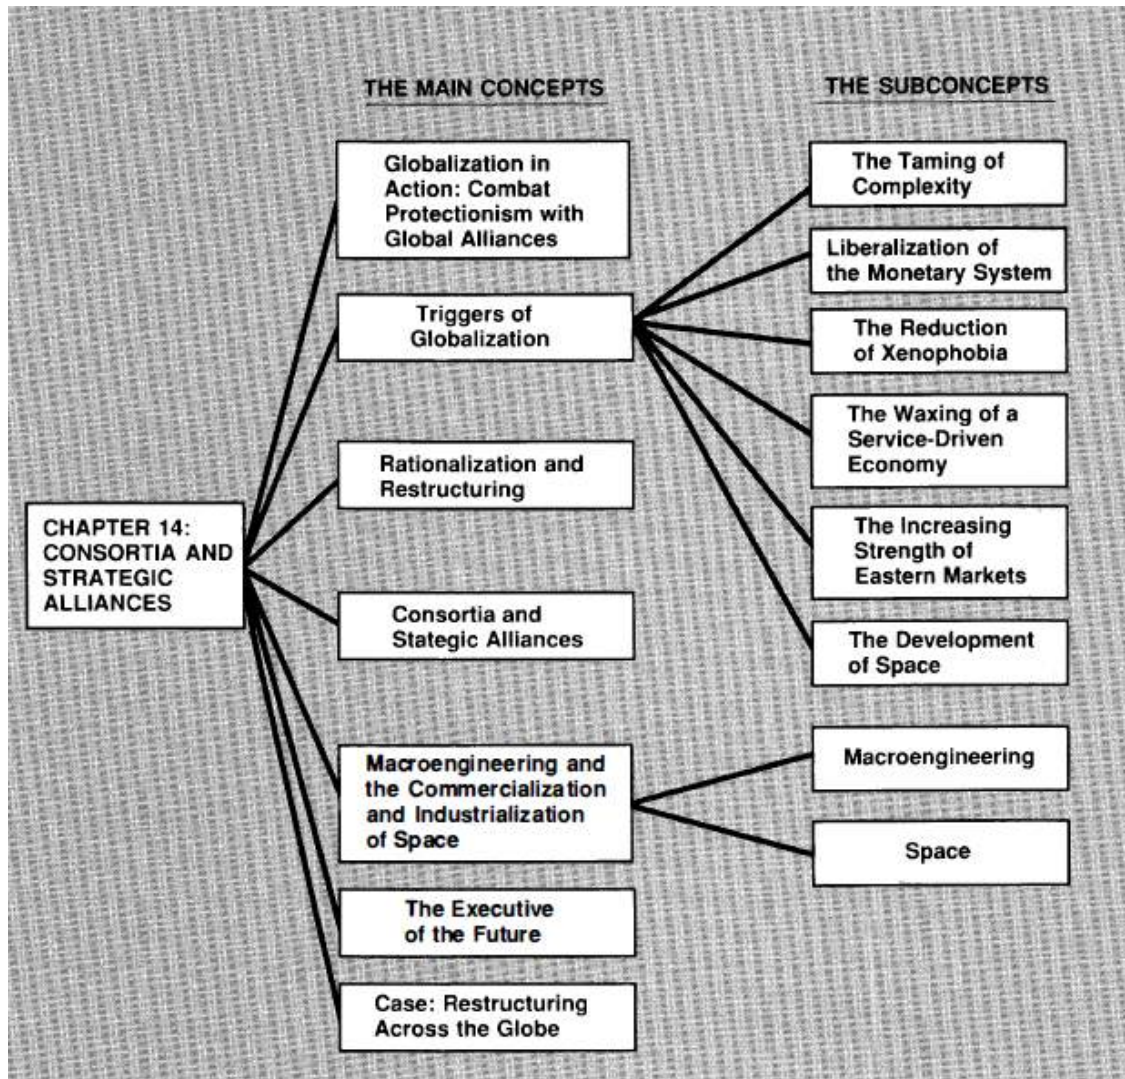 THE MAIN CONCEPTS
THE SUBCONCEPTS
CHAPTER 14:
CONSORTIA AND
STRATEGIC
ALLIANCES
Globalization in
Action: Combat
Protectionism with
Global Alliances
Triggers of
Globalization
Rationalization and
Restructuring
Consortia and
Stategic Alliances
Macroengineering and
the Commercialization
and Industrialization
of Space
The Executive
of the Future
Case: Restructuring
Across the Globe
The Taming of
Complexity
Liberalization of
the Monetary System
The Reduction
of Xenophobia
The Waxing of a
Service-Driven
Economy
The Increasing
Strength of
Eastern Markets
The Development
of Space
Macroengineering
Space